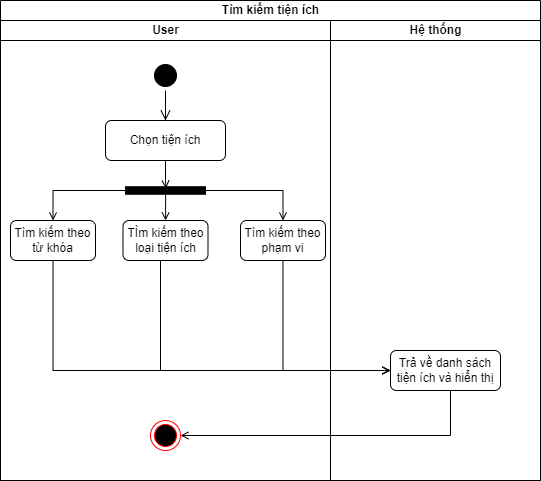 Tìm kiếm tiện ích
User
Hệ thống
Chọn tiện ích
Tìm kiếm theo
từ khóa
Tìm kiếm theo
loại tiện ích
Tìm kiếm theo
phạm vi
Trả về danh sách
tiện ích và hiển thị